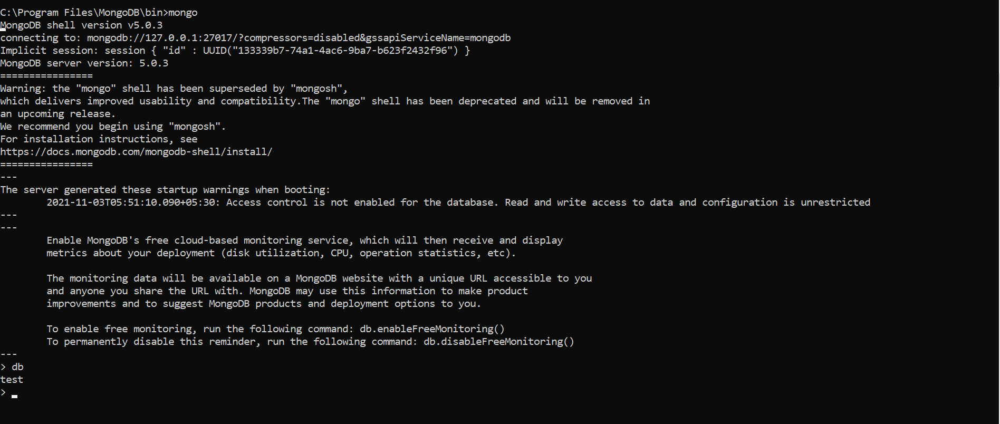 C:\Program Files\MongoDB\bin>mongo
MongoDB shell version v5.0.3
connecting to: mongodb://127.0.0.1:27017/?compressors=disabled&gssapiServiceName=mongodb
Implicit session: session { "id" : UUID("133339b7-74a1-4ac6-9ba7-b623f2432f96") }
MongoDB server version: 5.0.3
================
Warning: the "mongo" shell has been superseded by "mongosh",
which delivers improved usability and compatibility.The "mongo" shell has been deprecated and will be removed in
an upcoming release.
We recommend you begin using "mongosh".
For installation instructions, see
https://docs.mongodb.com/mongodb-shell/install/
================
---
The server generated these startup warnings when booting:
        2021-11-03T05:51:10.090+05:30: Access control is not enabled for the database. Read and write access to data and configuration is unrestricted
---
---
        Enable MongoDB's free cloud-based monitoring service, which will then receive and display
        metrics about your deployment (disk utilization, CPU, operation statistics, etc).

        The monitoring data will be available on a MongoDB website with a unique URL accessible to you
        and anyone you share the URL with. MongoDB may use this information to make product
        improvements and to suggest MongoDB products and deployment options to you.

        To enable free monitoring, run the following command: db.enableFreeMonitoring()
        To permanently disable this reminder, run the following command: db.disableFreeMonitoring()
---
> db
test
>